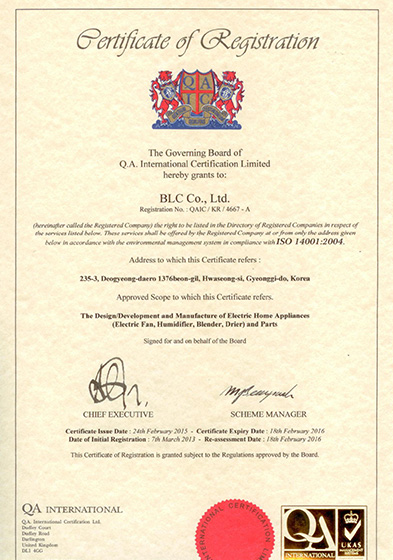 Certificate of Registration
Q A
I C
The Governing Board of
Q.A. International Certification Limited
hereby grants to:
BLC Co., Ltd.
Registration No. : QAIC / KR / 4667 - A
(hereinafter called the Registered Company) the right to be listed in the Directory of Registered Companies in respect of
the services listed below. These services shall be offered by the Registered Company at or from only the address given
below in accordance with the environmental management system in compliance with ISO 14001:2004.
Address to which this Certificate refers :
235-3, Deogyeong-daero 1376beon-gil, Hwaseong-si, Gyeonggi-do, Korea
Approved Scope to which this Certificate refers.
The Design/Development and Manufacture of Electric Home Appliances
(Electric Fan, Humidifier, Blender, Drier) and Parts
Signed for and on behalf of the Board
CHIEF EXECUTIVE
SCHEME MANAGER
Certificate Issue Date : 24th February 2015 - Certificate Expiry Date : 18th February 2016
Date of Initial Registration : 7th March 2013 - Re-assessment Date : 18th February 2016
This Certificate of Registration is granted subject to the Regulations approved by the Board.
QA INTERNATIONAL
Q.A. International Certification Ltd.
Dudley Court
Dudley Road
Darlington
United Kingdom
DL1 4GG
INTERNATIONAL CERTIFICATION
QA
INTERNATIONAL
UKAS
MANAGEMENT
SYSTEMS